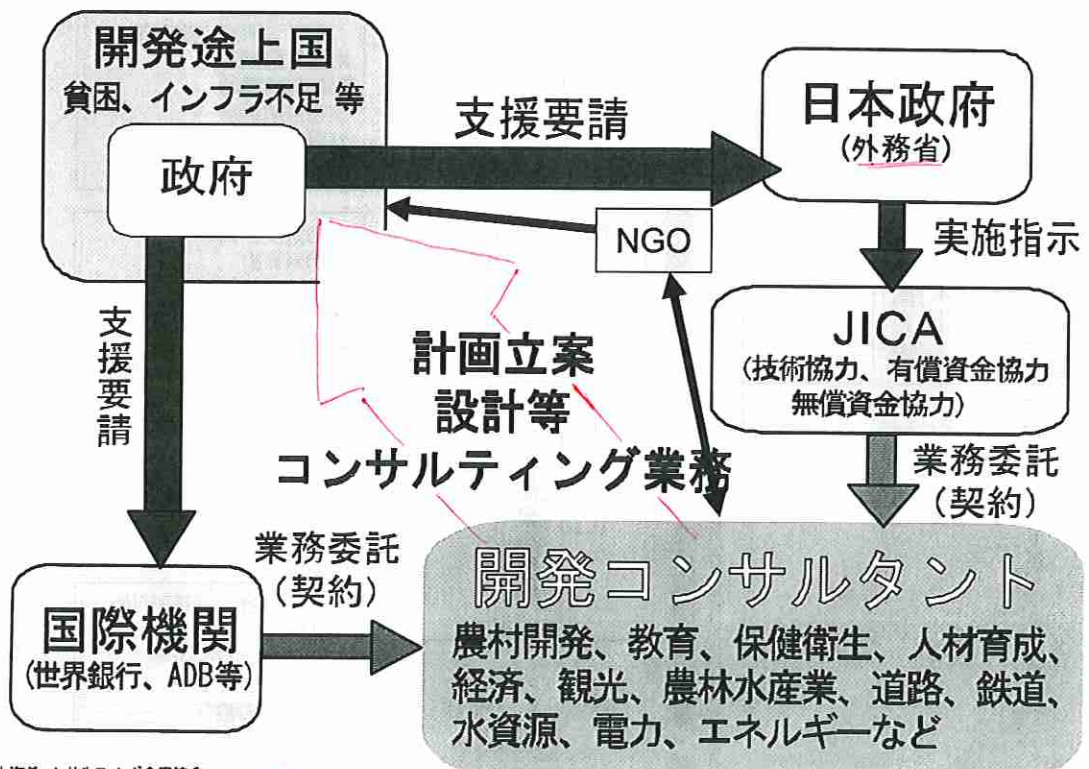 開発途上国
貧困、インフラ不足 等
政府
支援要請
日本政府
(外務省)
NGO
実施指示
JICA
(技術協力、有償資金協力
無償資金協力)
支援要請
計画立案
設計等
コンサルティング業務
業務委託
(契約)
業務委託
(契約)
国際機関
(世界銀行、ADB等)
開発コンサルタント
農村開発、教育、保健衛生、人材育成、
経済、観光、農林水産業、道路、鉄道、
水資源、電力、エネルギーなど